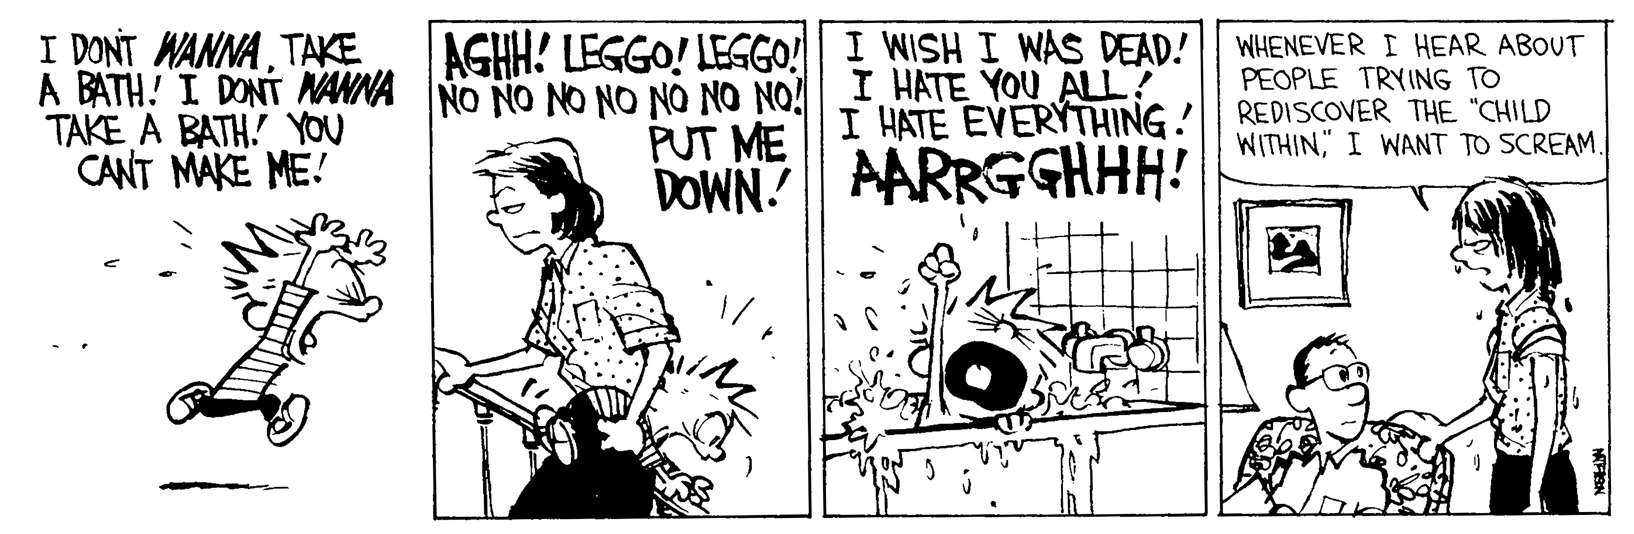 I DON'T WANNA TAKE
A BATH! I DON'T WANNA
TAKE A BATH! YOU
CAN'T MAKE ME!
AGHH! LEGGO! LEGGO!
NO NO NO NO NO NO NO!
PUT ME
DOWN!
I WISH I WAS DEAD!
I HATE YOU ALL!
I HATE EVERYTHING!
AARRGGHHH!
WHENEVER I HEAR ABOUT
PEOPLE TRYING TO
REDISCOVER THE "CHILD
WITHIN," I WANT TO SCREAM.
WATTERSON